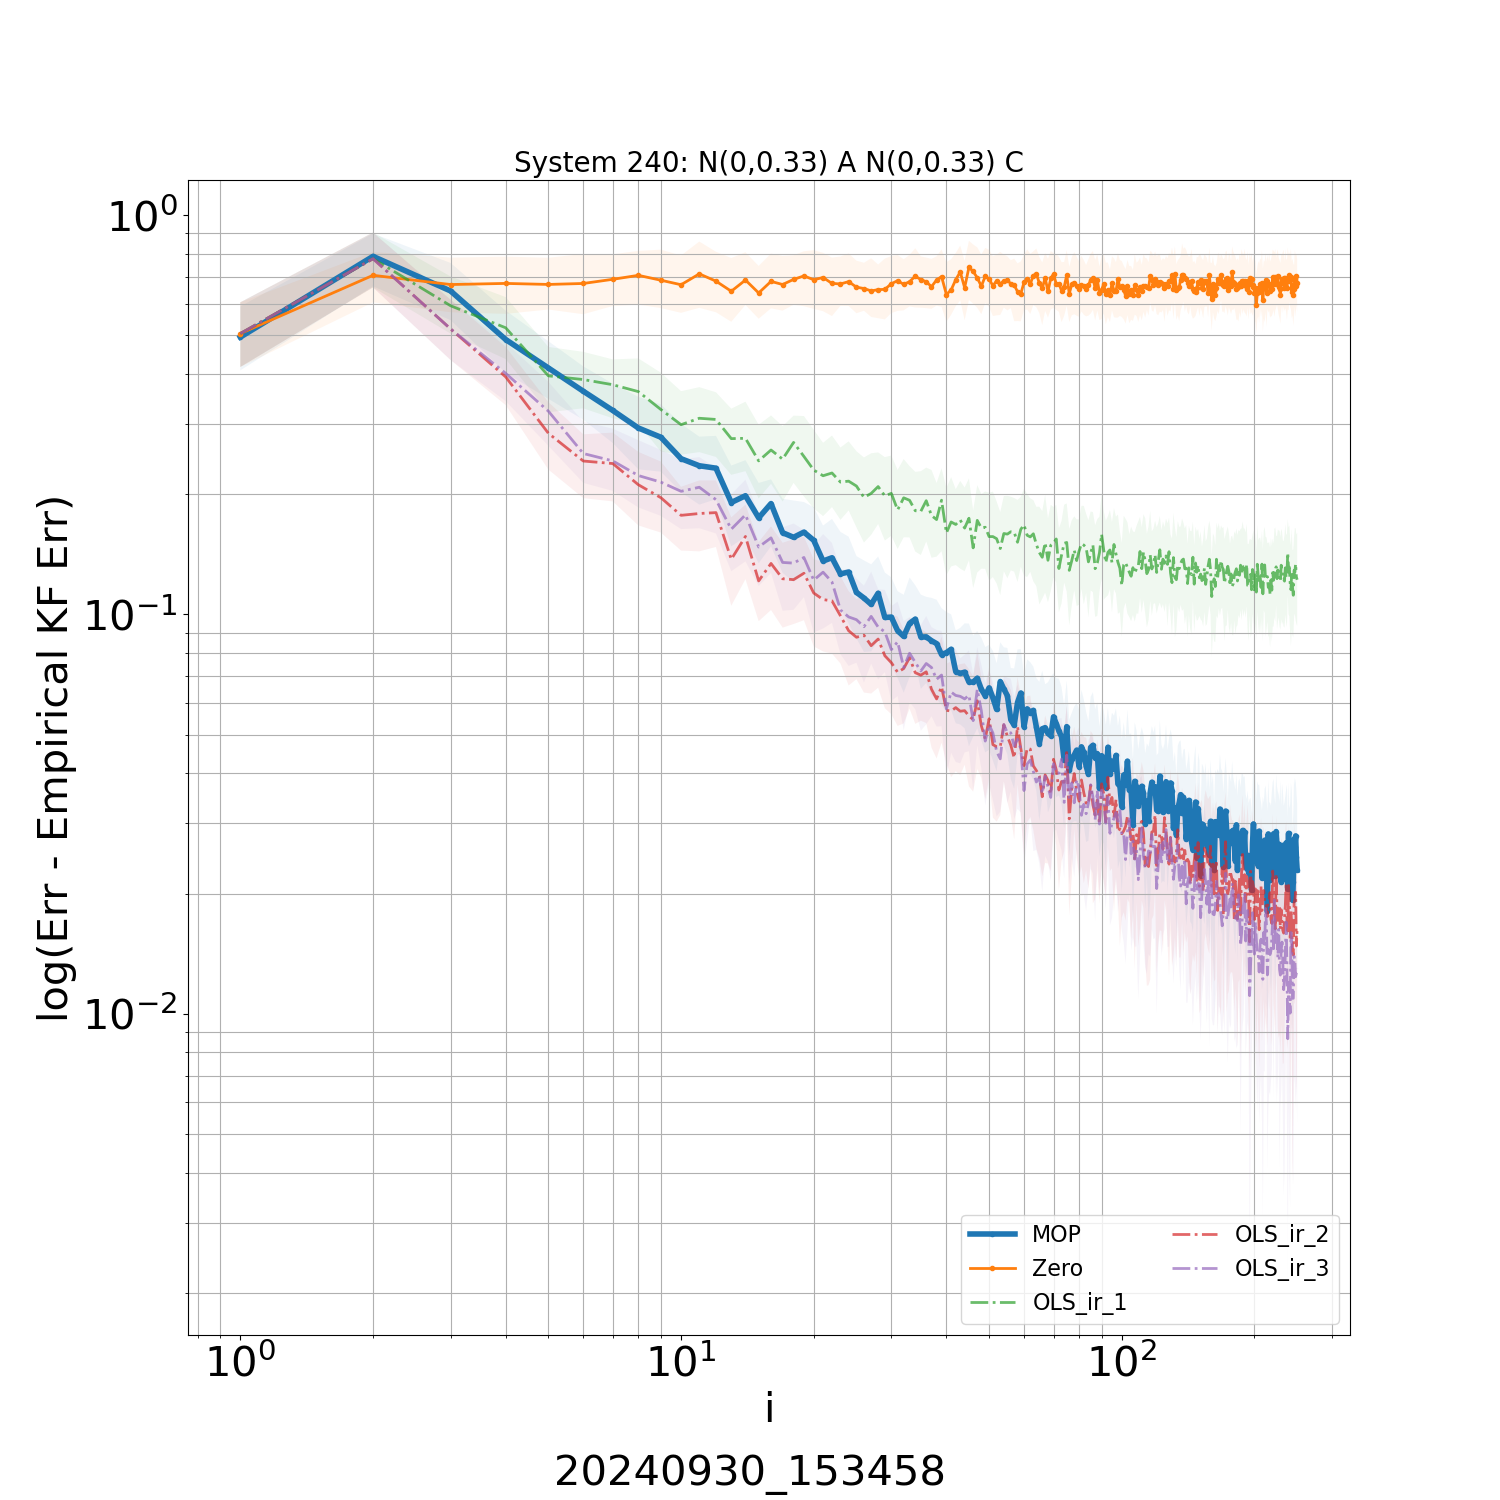 System 240: N(0,0.33) A N(0,0.33) C
log(Err - Empirical KF Err)
10⁰
10⁻¹
10⁻²
MOP
Zero
OLS_ir_1
OLS_ir_2
OLS_ir_3
10⁰ 10¹ 10²
i
20240930_153458